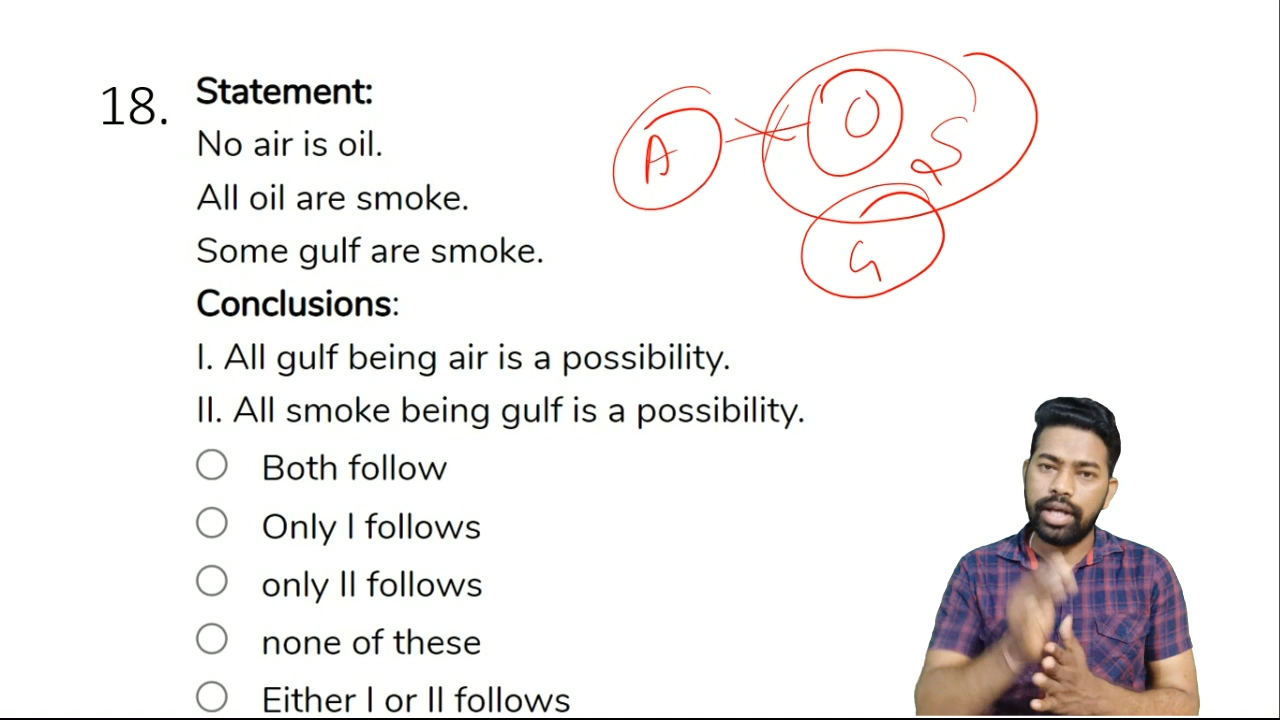 18.
Statement:
No air is oil.
All oil are smoke.
Some gulf are smoke.
Conclusions:
I. All gulf being air is a possibility.
II. All smoke being gulf is a possibility.
Both follow
Only I follows
only II follows
none of these
Either I or II follows
A
O
S
G